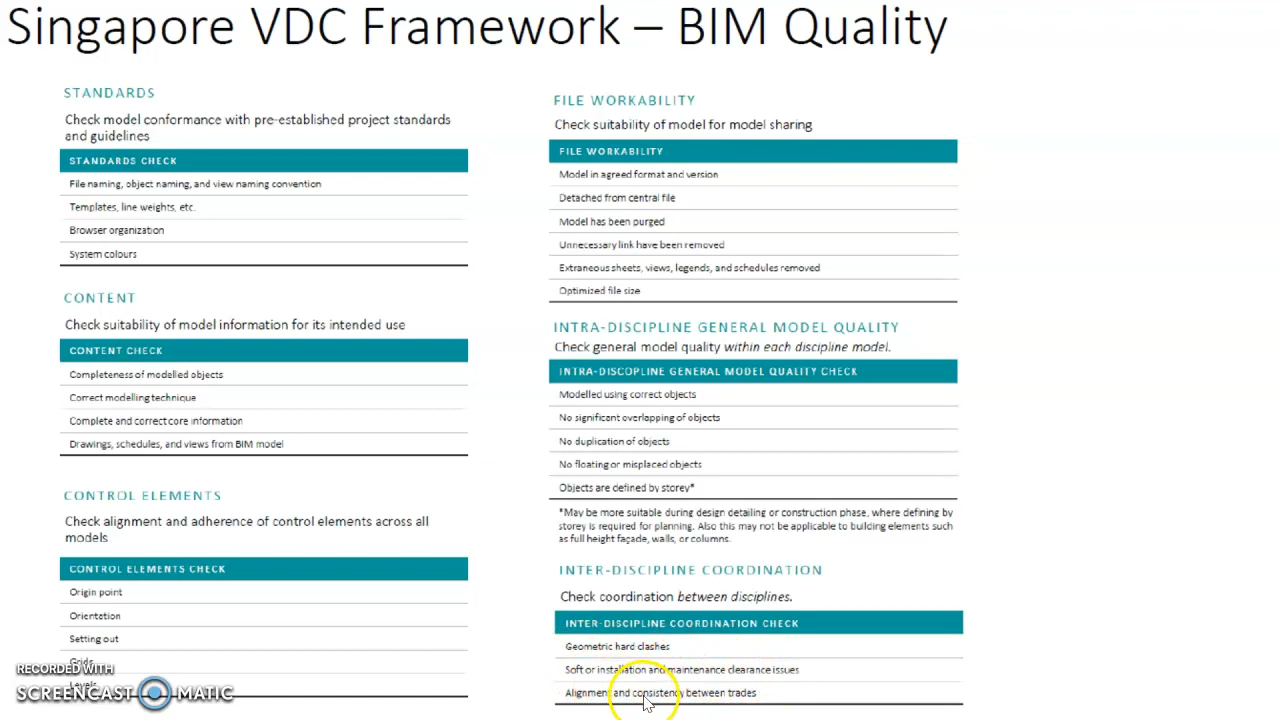 Singapore VDC Framework – BIM Quality
STANDARDS
Check model conformance with pre-established project standards
and guidelines
STANDARDS CHECK
File naming, object naming, and view naming convention
Templates, line weights, etc.
Browser organization
System colours
CONTENT
Check suitability of model information for its intended use
CONTENT CHECK
Completeness of modelled objects
Correct modelling technique
Complete and correct core information
Drawings, schedules, and views from BIM model
CONTROL ELEMENTS
Check alignment and adherence of control elements across all
models
CONTROL ELEMENTS CHECK
Origin point
Orientation
Setting out
Grids
Levels
RECORDED WITH
SCREENCAST MATIC
FILE WORKABILITY
Check suitability of model for model sharing
FILE WORKABILITY
Model in agreed format and version
Detached from central file
Model has been purged
Unnecessary link have been removed
Extraneous sheets, views, legends, and schedules removed
Optimized file size
INTRA-DISCIPLINE GENERAL MODEL QUALITY
Check general model quality within each discipline model.
INTRA-DISCOPLINE GENERAL MODEL QUALITY CHECK
Modelled using correct objects
No significant overlapping of objects
No duplication of objects
No floating or misplaced objects
Objects are defined by storey*
*May be more suitable during design detailing or construction phase, where defining by
storey is required for planning. Also this may not be applicable to building elements such
as full height façade, walls, or columns.
INTER-DISCIPLINE COORDINATION
Check coordination between disciplines.
INTER-DISCIPLINE COORDINATION CHECK
Geometric hard clashes
Soft or installation and maintenance clearance issues
Alignment and consistency between trades